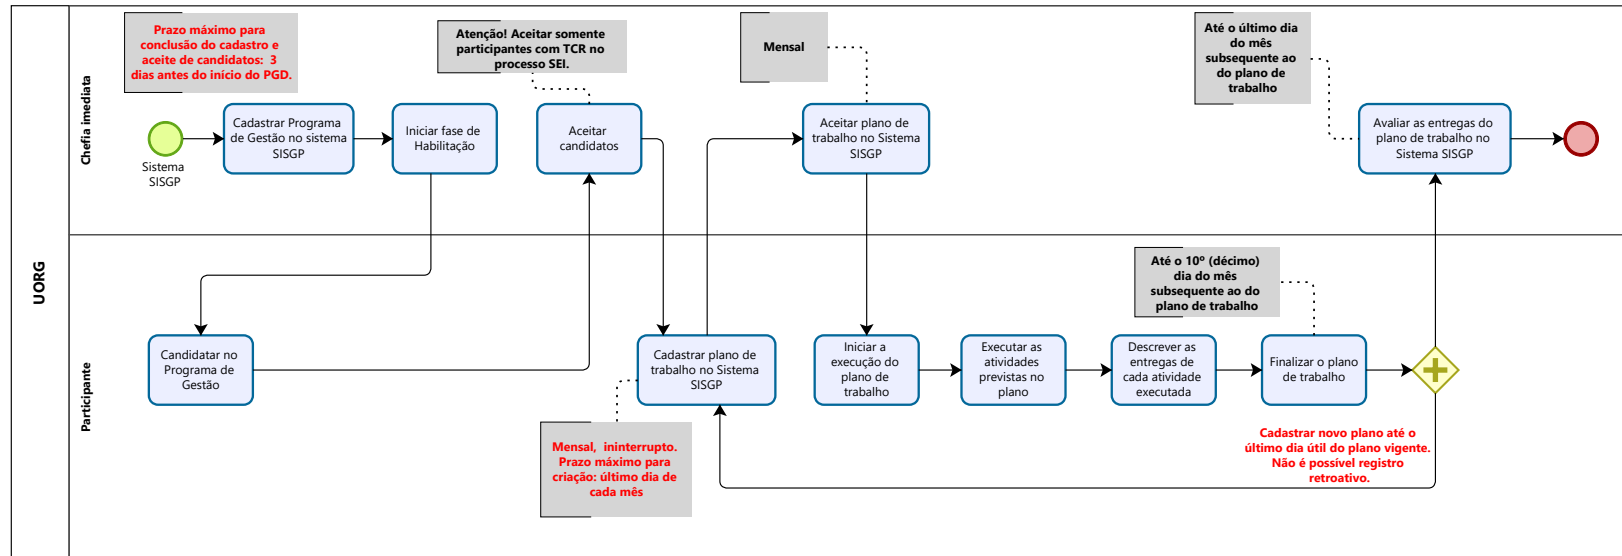 UORG
Chefia imediata
Prazo máximo para
conclusão do cadastro e
aceite de candidatos:  3
dias antes do início do PGD.
Atenção! Aceitar somente
participantes com TCR no
processo SEI.
Mensal
Até o último dia
do mês
subsequente ao
do plano de
trabalho
Sistema
SISGP
Cadastrar Programa
de Gestão no sistema
SISGP
Iniciar fase de
Habilitação
Aceitar
candidatos
Aceitar plano de
trabalho no Sistema
SISGP
Avaliar as entregas do
plano de trabalho no
Sistema SISGP
Participante
Até o 10º (décimo)
dia do mês
subsequente ao do
plano de trabalho
Candidatar no
Programa de
Gestão
Cadastrar plano de
trabalho no Sistema
SISGP
Iniciar a
execução do
plano de
trabalho
Executar as
atividades
previstas no
plano
Descrever as
entregas de
cada atividade
executada
Finalizar o plano
de trabalho
Mensal,  ininterrupto.
Prazo máximo para
criação: último dia de
cada mês
Cadastrar novo plano até o
último dia útil do plano vigente.
Não é possível registro
retroativo.